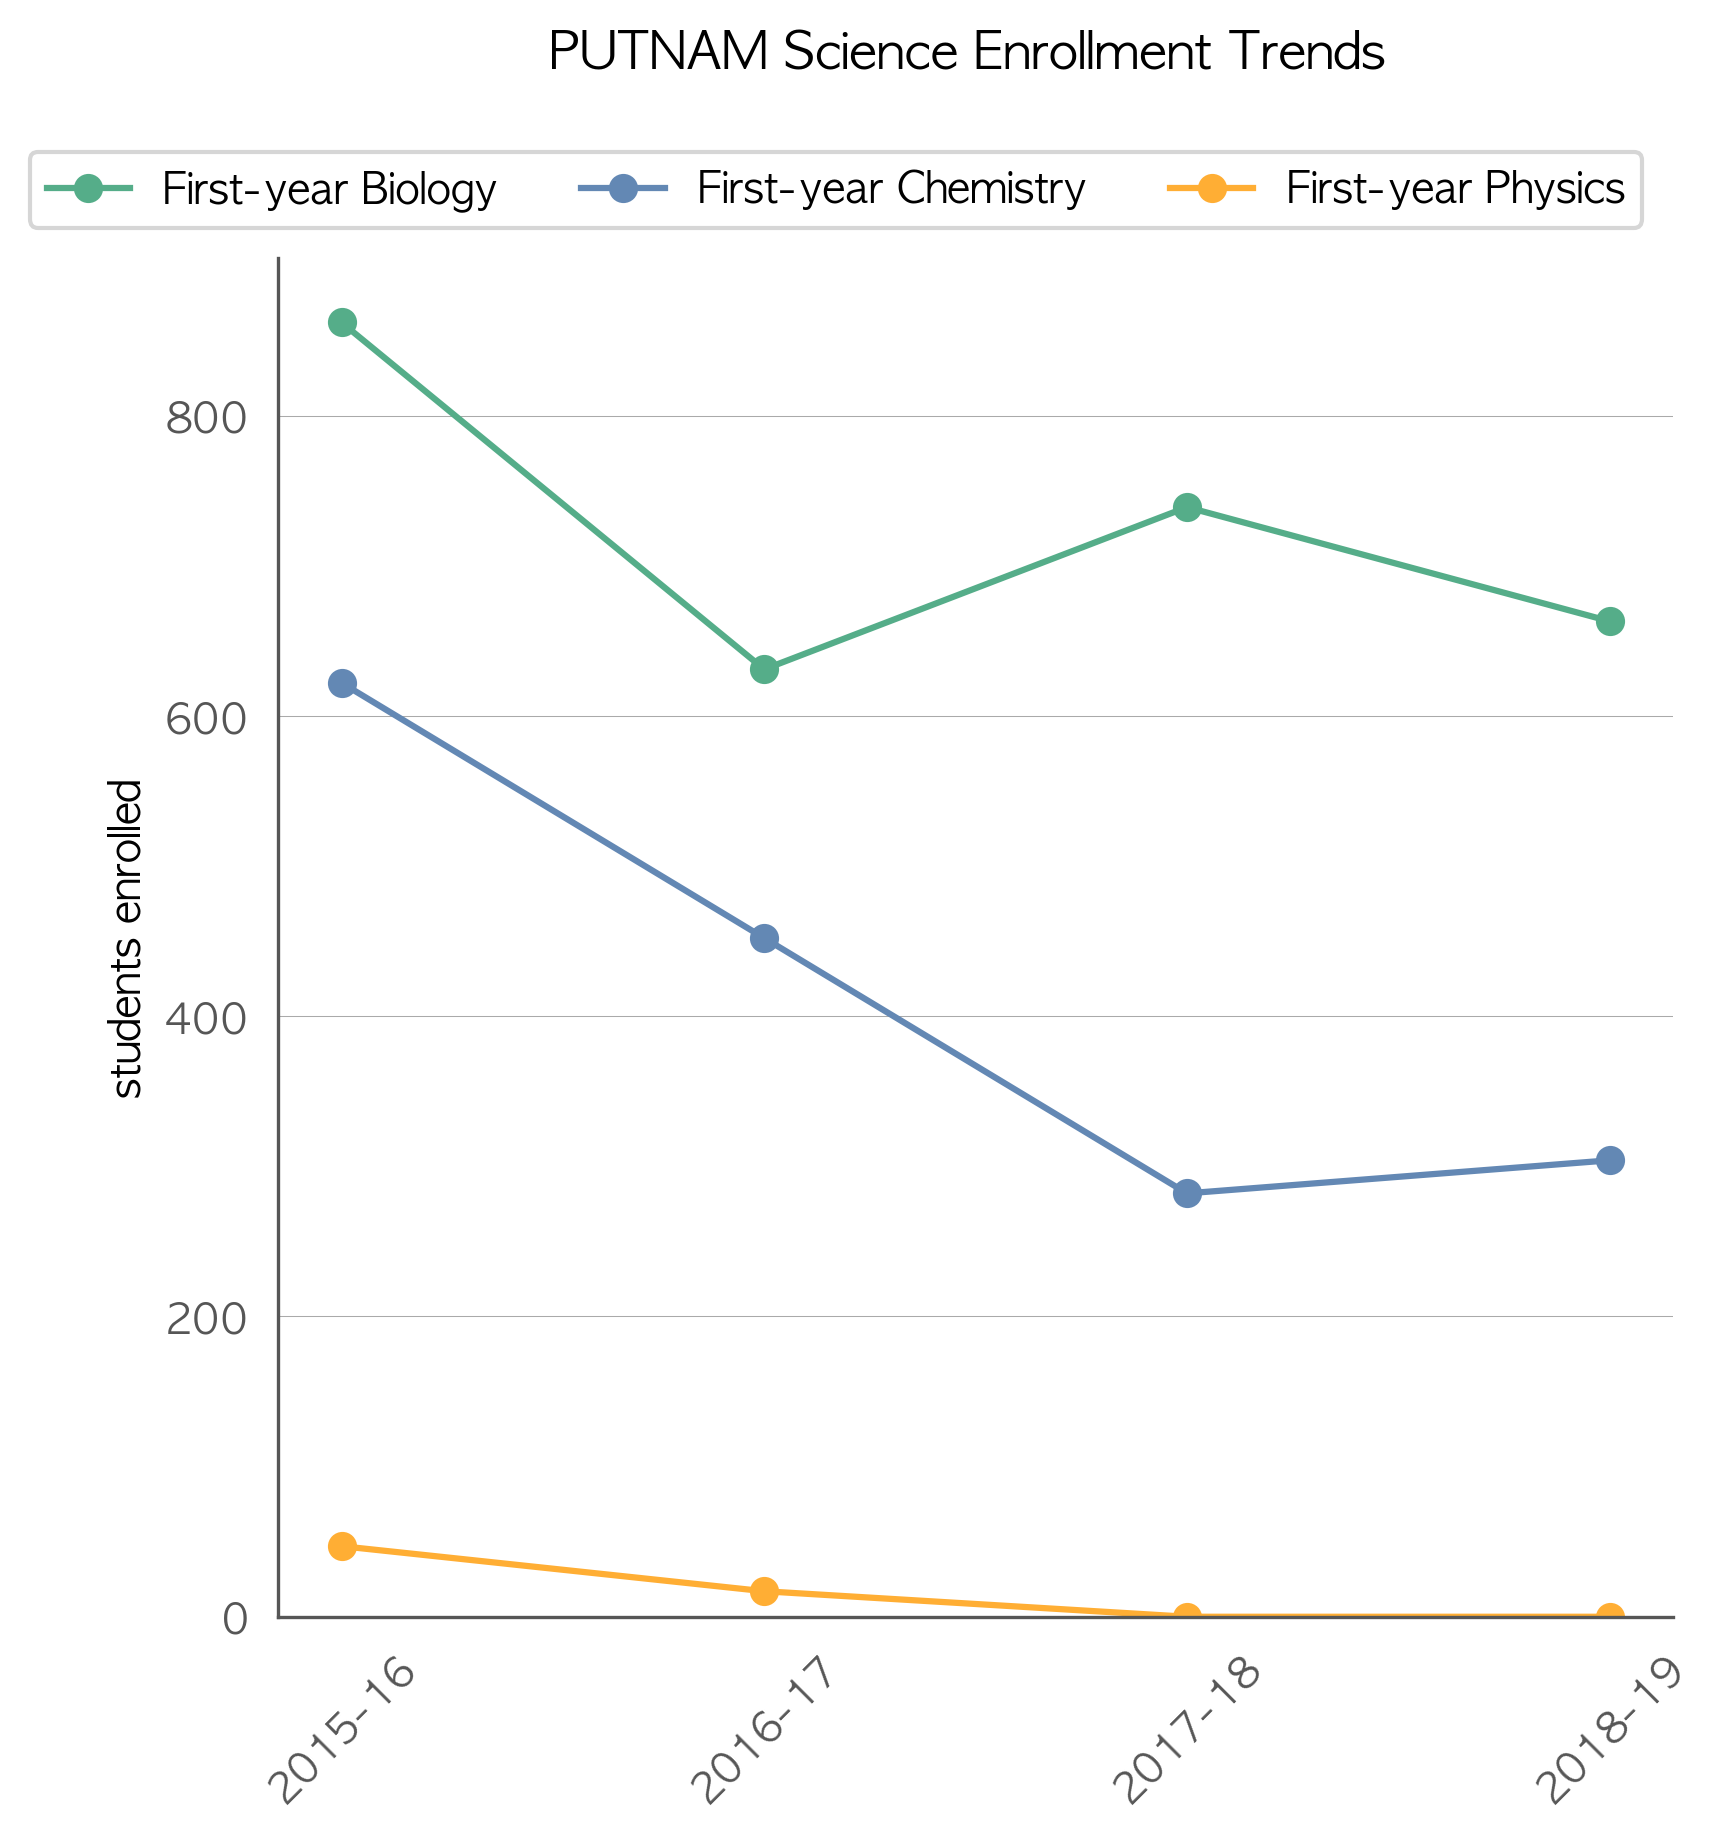 PUTNAM Science Enrollment Trends
First-year Biology First-year Chemistry First-year Physics
800
600
400
200
0
students enrolled
2015-16 2016-17 2017-18 2018-19